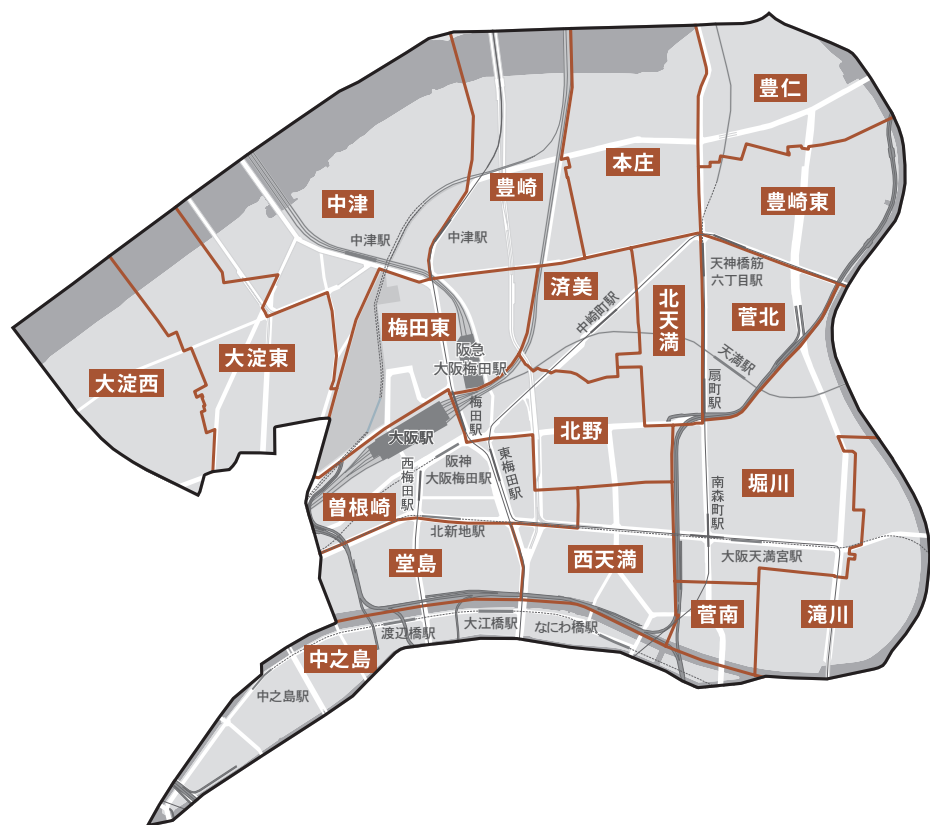 豊仁
本庄
豊崎
豊崎東
中津
中津駅
中津駅
天神橋筋
六丁目駅
済美
北天満
菅北
中崎町駅
梅田東
阪急
大阪梅田駅
天満駅
大淀東
大淀西
扇町駅
梅田駅
大阪駅
北野
東梅田駅
阪神
大阪梅田駅
西梅田駅
堀川
南森町駅
曽根崎
北新地駅
大阪天満宮駅
堂島
西天満
菅南
滝川
大江橋駅
なにわ橋駅
渡辺橋駅
中之島
中之島駅